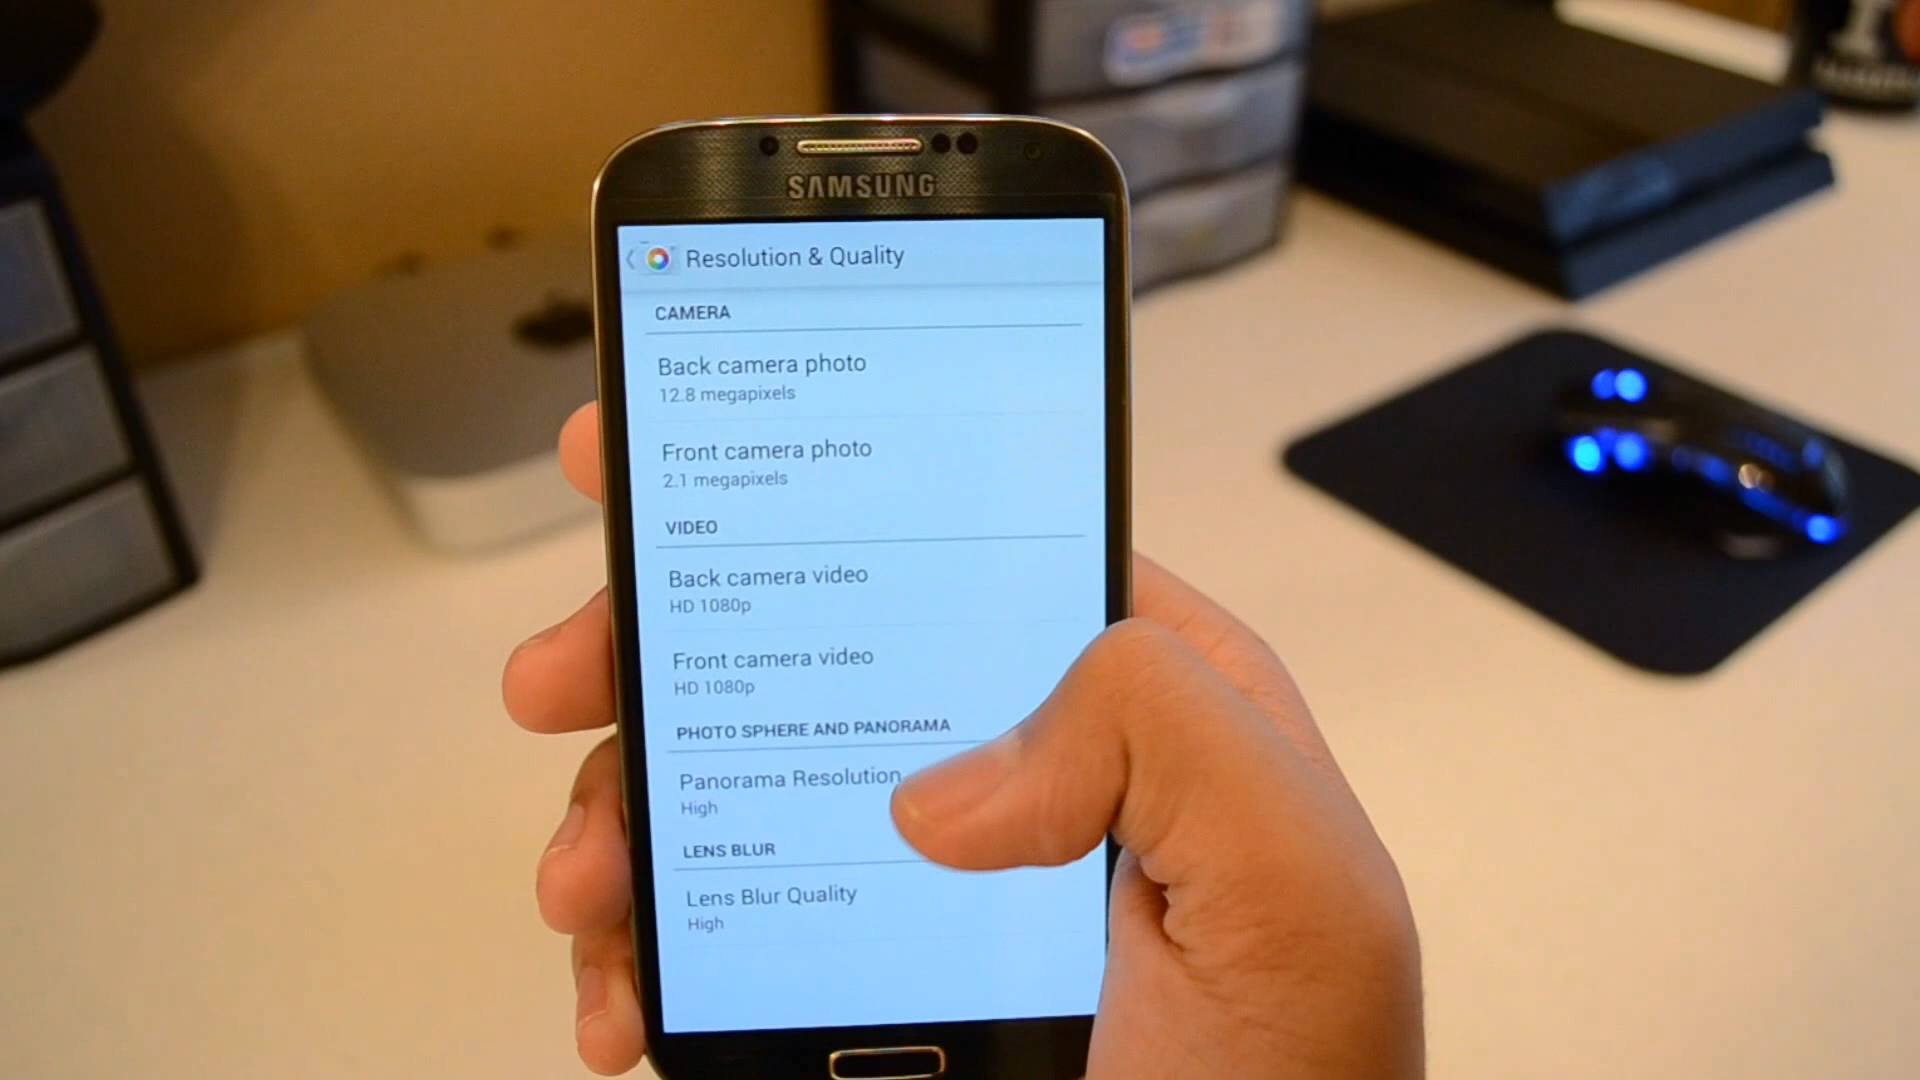 SAMSUNG
Resolution & Quality
CAMERA
Back camera photo
12.8 megapixels
Front camera photo
2.1 megapixels
VIDEO
Back camera video
HD 1080p
Front camera video
HD 1080p
PHOTO SPHERE AND PANORAMA
Panorama Resolution
High
LENS BLUR
Lens Blur Quality
High